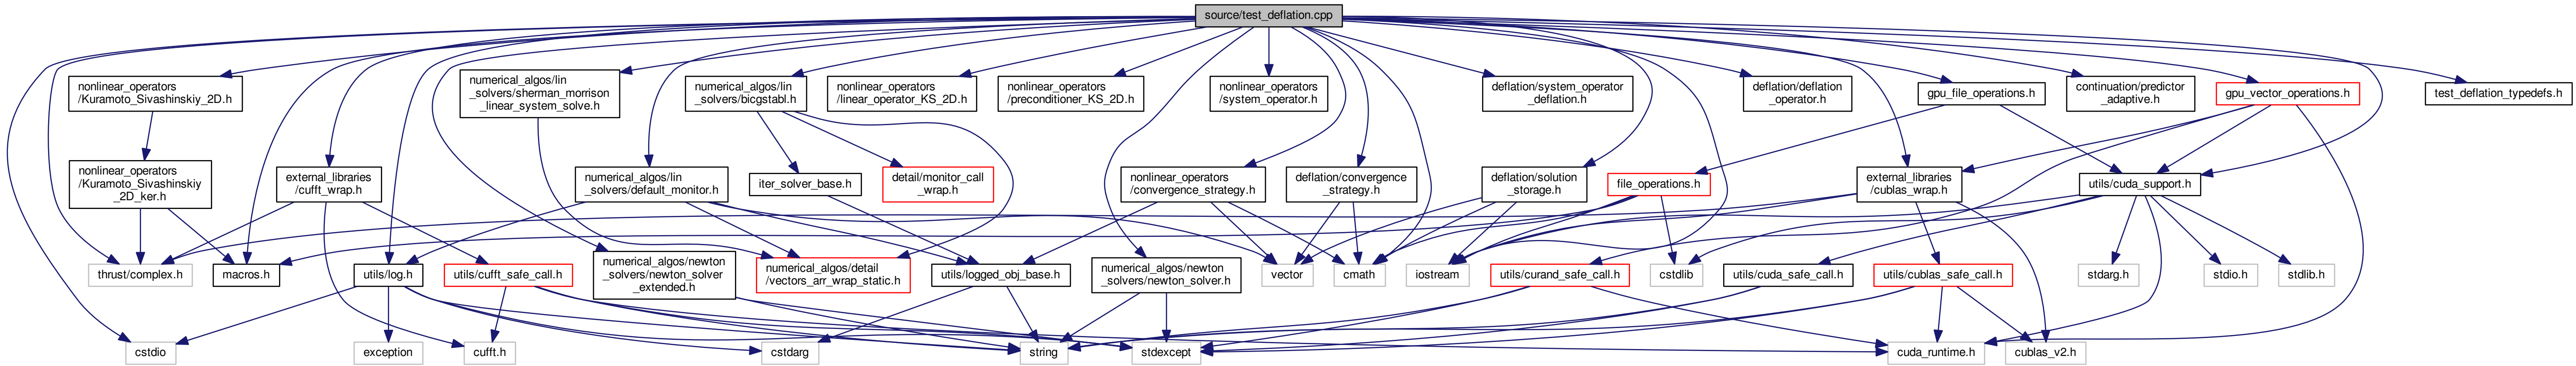 source/test_deflation.cpp
nonlinear_operators
/Kuramoto_Sivashinskiy_2D.h
numerical_algos/lin
_solvers/sherman_morrison
_linear_system_solve.h
numerical_algos/lin
_solvers/bicgstabl.h
nonlinear_operators
/linear_operator_KS_2D.h
nonlinear_operators
/preconditioner_KS_2D.h
nonlinear_operators
/system_operator.h
deflation/system_operator
_deflation.h
deflation/deflation
_operator.h
gpu_file_operations.h
continuation/predictor
_adaptive.h
gpu_vector_operations.h
test_deflation_typedefs.h
nonlinear_operators
/Kuramoto_Sivashinskiy
_2D_ker.h
external_libraries
/cufft_wrap.h
numerical_algos/lin
_solvers/default_monitor.h
iter_solver_base.h
detail/monitor_call
_wrap.h
nonlinear_operators
/convergence_strategy.h
deflation/convergence
_strategy.h
deflation/solution
_storage.h
file_operations.h
external_libraries
/cublas_wrap.h
utils/cuda_support.h
thrust/complex.h
macros.h
utils/log.h
utils/cufft_safe_call.h
numerical_algos/newton
_solvers/newton_solver
_extended.h
numerical_algos/detail
/vectors_arr_wrap_static.h
utils/logged_obj_base.h
numerical_algos/newton
_solvers/newton_solver.h
vector
cmath
iostream
utils/curand_safe_call.h
cstdlib
utils/cuda_safe_call.h
utils/cublas_safe_call.h
stdarg.h
stdio.h
stdlib.h
cstdio
exception
cufft.h
cstdarg
string
stdexcept
cuda_runtime.h
cublas_v2.h